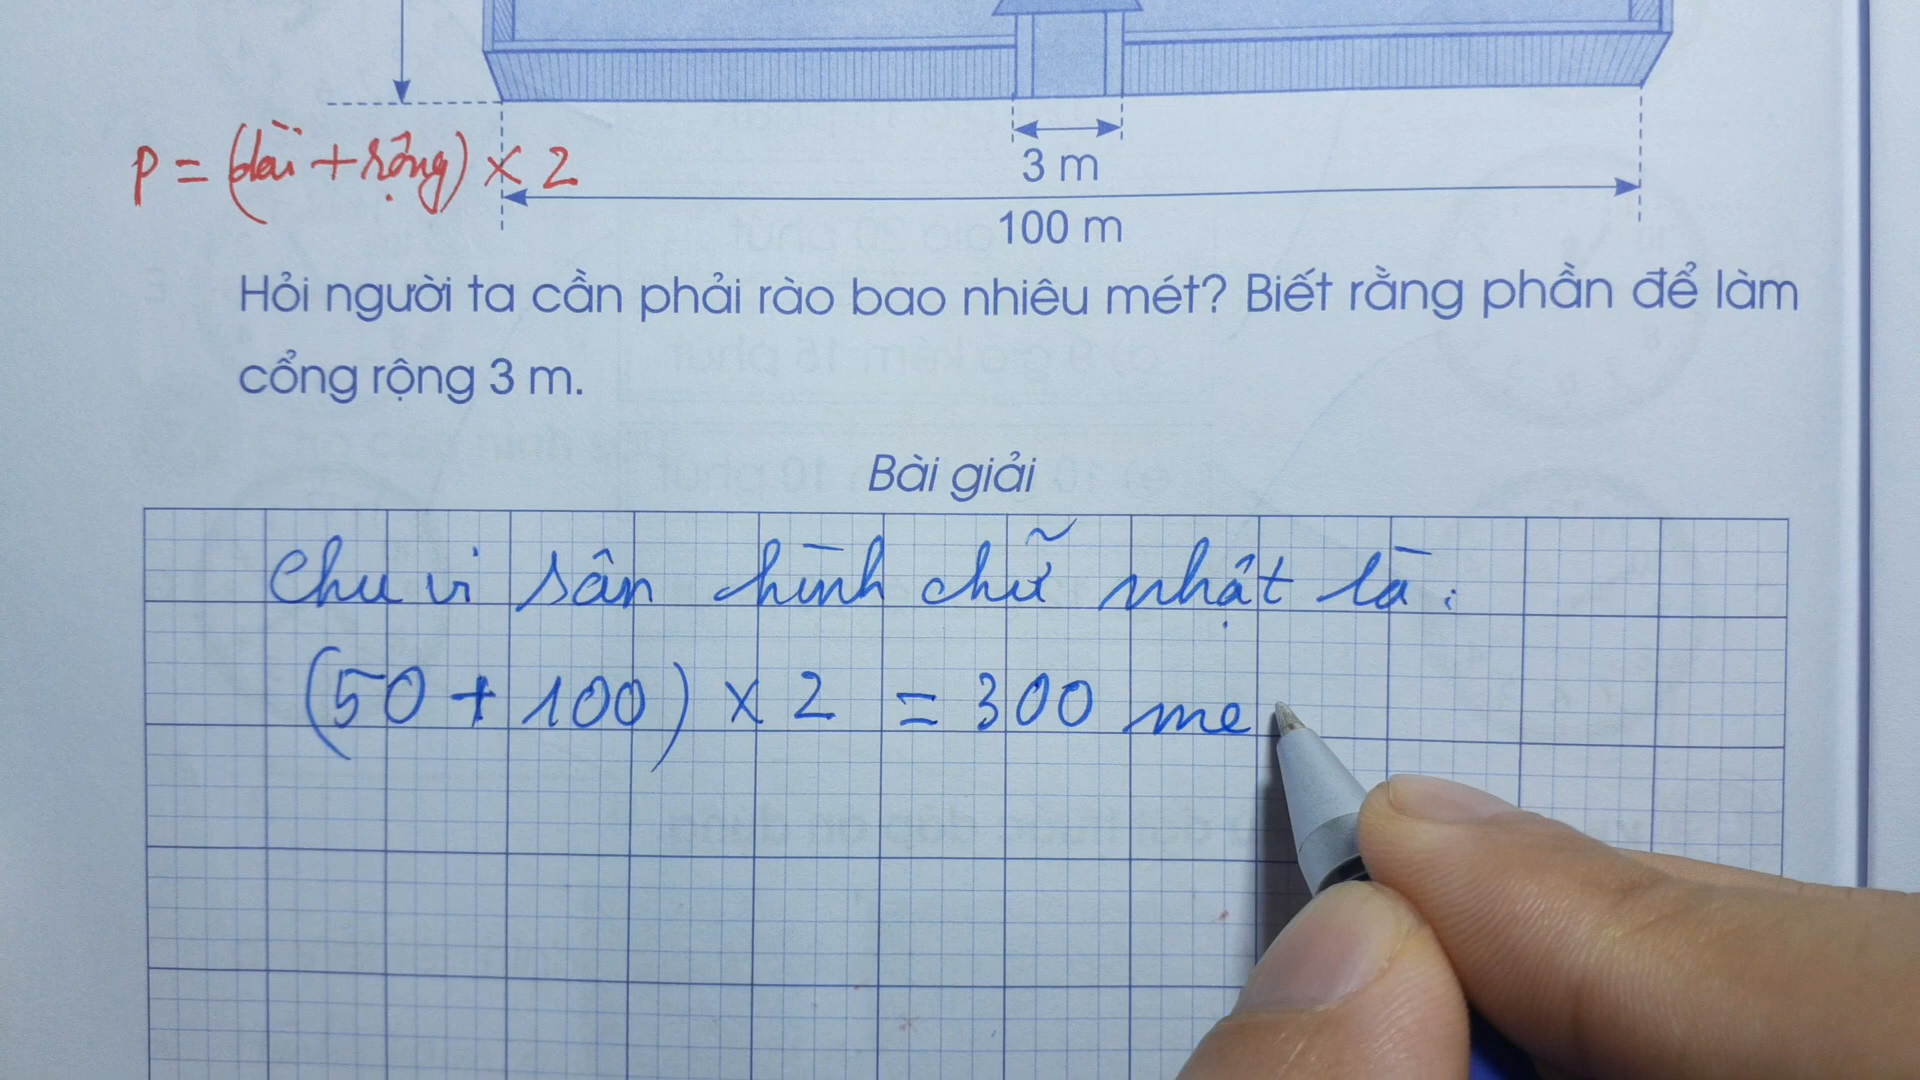 P = (dài + rộng) × 2
3 m
100 m
Hỏi người ta cần phải rào bao nhiêu mét? Biết rằng phần để làm
cổng rộng 3 m.
Bài giải
Chu vi sân hình chữ nhật là:
(50 + 100) × 2 = 300 me